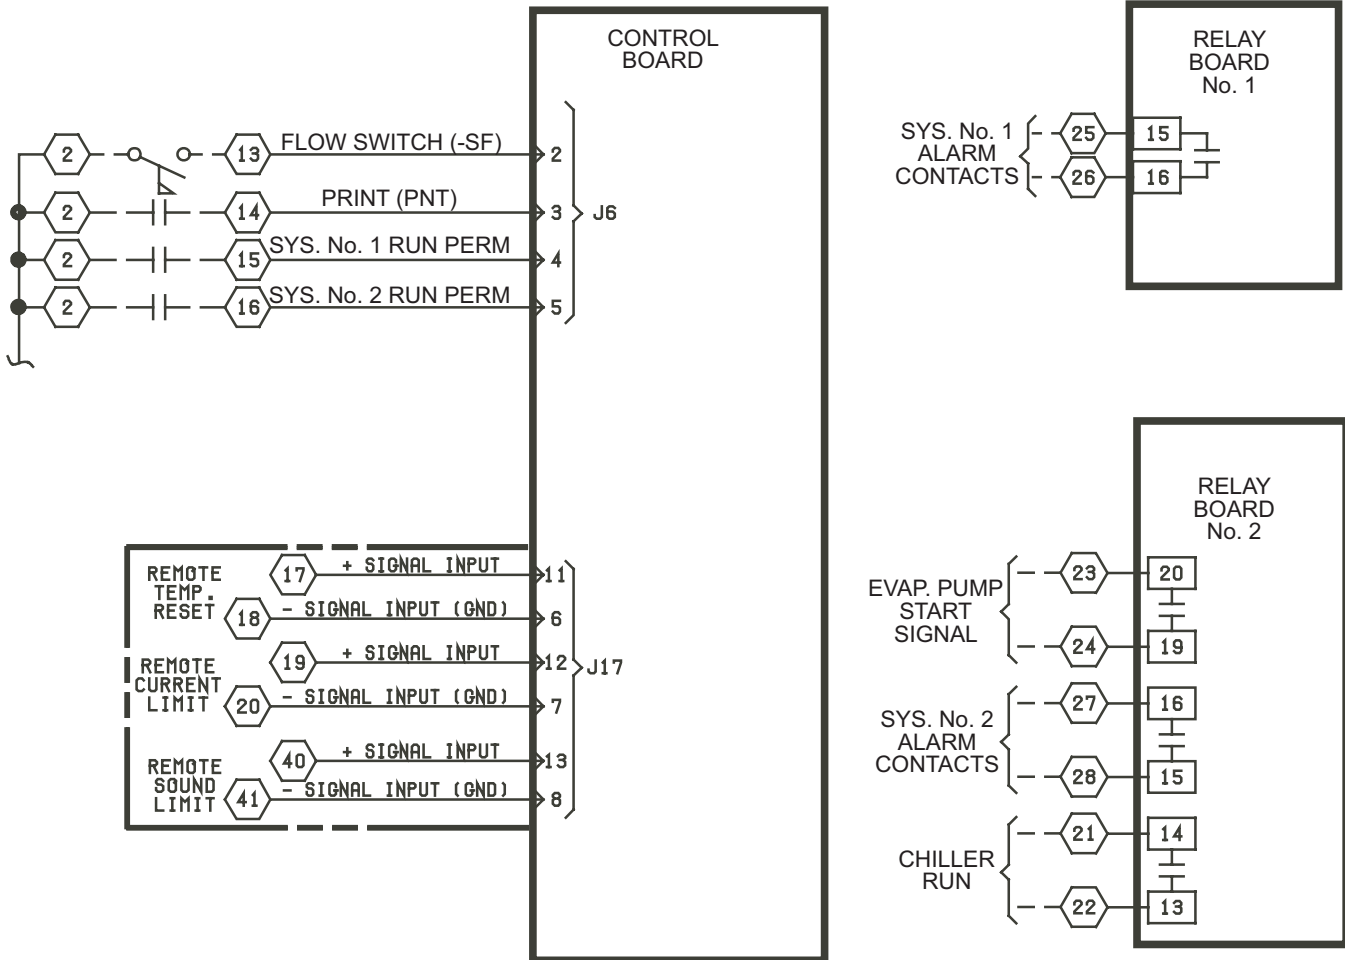 CONTROL
BOARD
2 13 FLOW SWITCH (-SF) 2
2 14 PRINT (PNT) 3 J6
2 15 SYS. No. 1 RUN PERM 4
2 16 SYS. No. 2 RUN PERM 5
REMOTE
TEMP.
RESET
17 + SIGNAL INPUT 11
18 - SIGNAL INPUT (GND) 6
REMOTE
CURRENT
LIMIT
19 + SIGNAL INPUT 12
20 - SIGNAL INPUT (GND) 7
J17
REMOTE
SOUND
LIMIT
40 + SIGNAL INPUT 13
41 - SIGNAL INPUT (GND) 8
RELAY
BOARD
No. 1
SYS. No. 1
ALARM
CONTACTS
25 15
26 16
RELAY
BOARD
No. 2
EVAP. PUMP
START
SIGNAL
23 20
24 19
SYS. No. 2
ALARM
CONTACTS
27 16
28 15
CHILLER
RUN
21 14
22 13